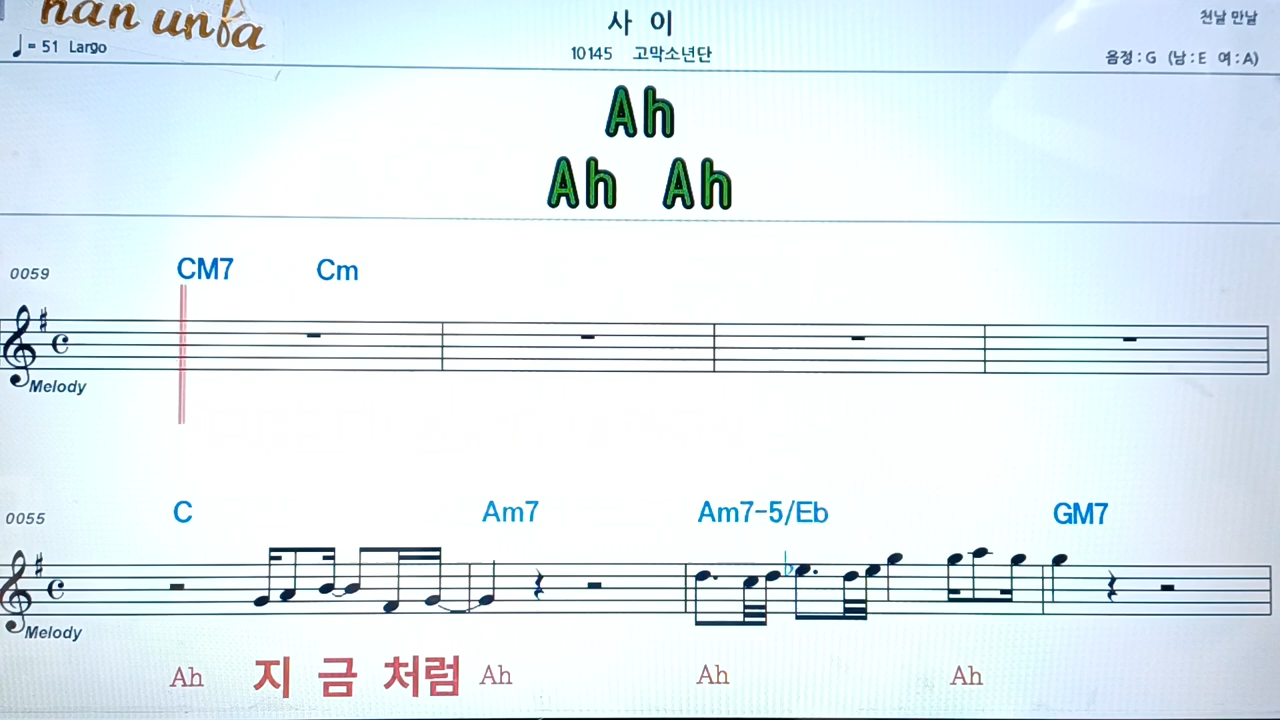 han unfa
사 이
천날 만날
♩= 51 Largo
10145 고막소년단
음정 : G (남 : E 여 : A)
Ah
Ah Ah
0059
CM7 Cm
Melody
0055
C Am7 Am7-5/Eb GM7
Melody
Ah 지 금 처럼 Ah Ah Ah